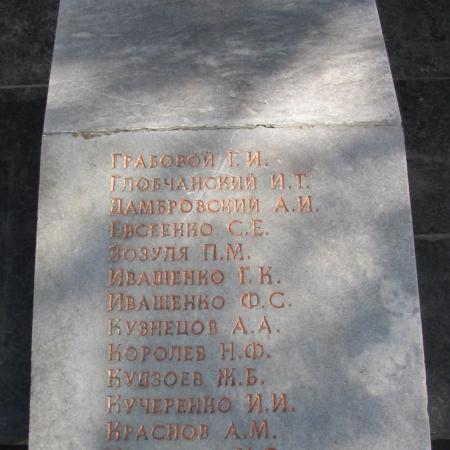 ГРАБОВОЙ Г.И.
ГЛОБЧАНСКИЙ И.Т.
ДАМБРОВСКИЙ А.И.
ЕВСЕЕНКО С.Е.
ЗОЗУЛЯ П.М.
ИВАЩЕНКО Г.К.
ИВАЩЕНКО Ф.С.
КУЗНЕЦОВ А.Д.
КОРОЛЕВ Н.Ф.
КУДЗОЕВ Ж.Б.
КУЧЕРЕНКО И.И.
КРАСНОВ А.М.